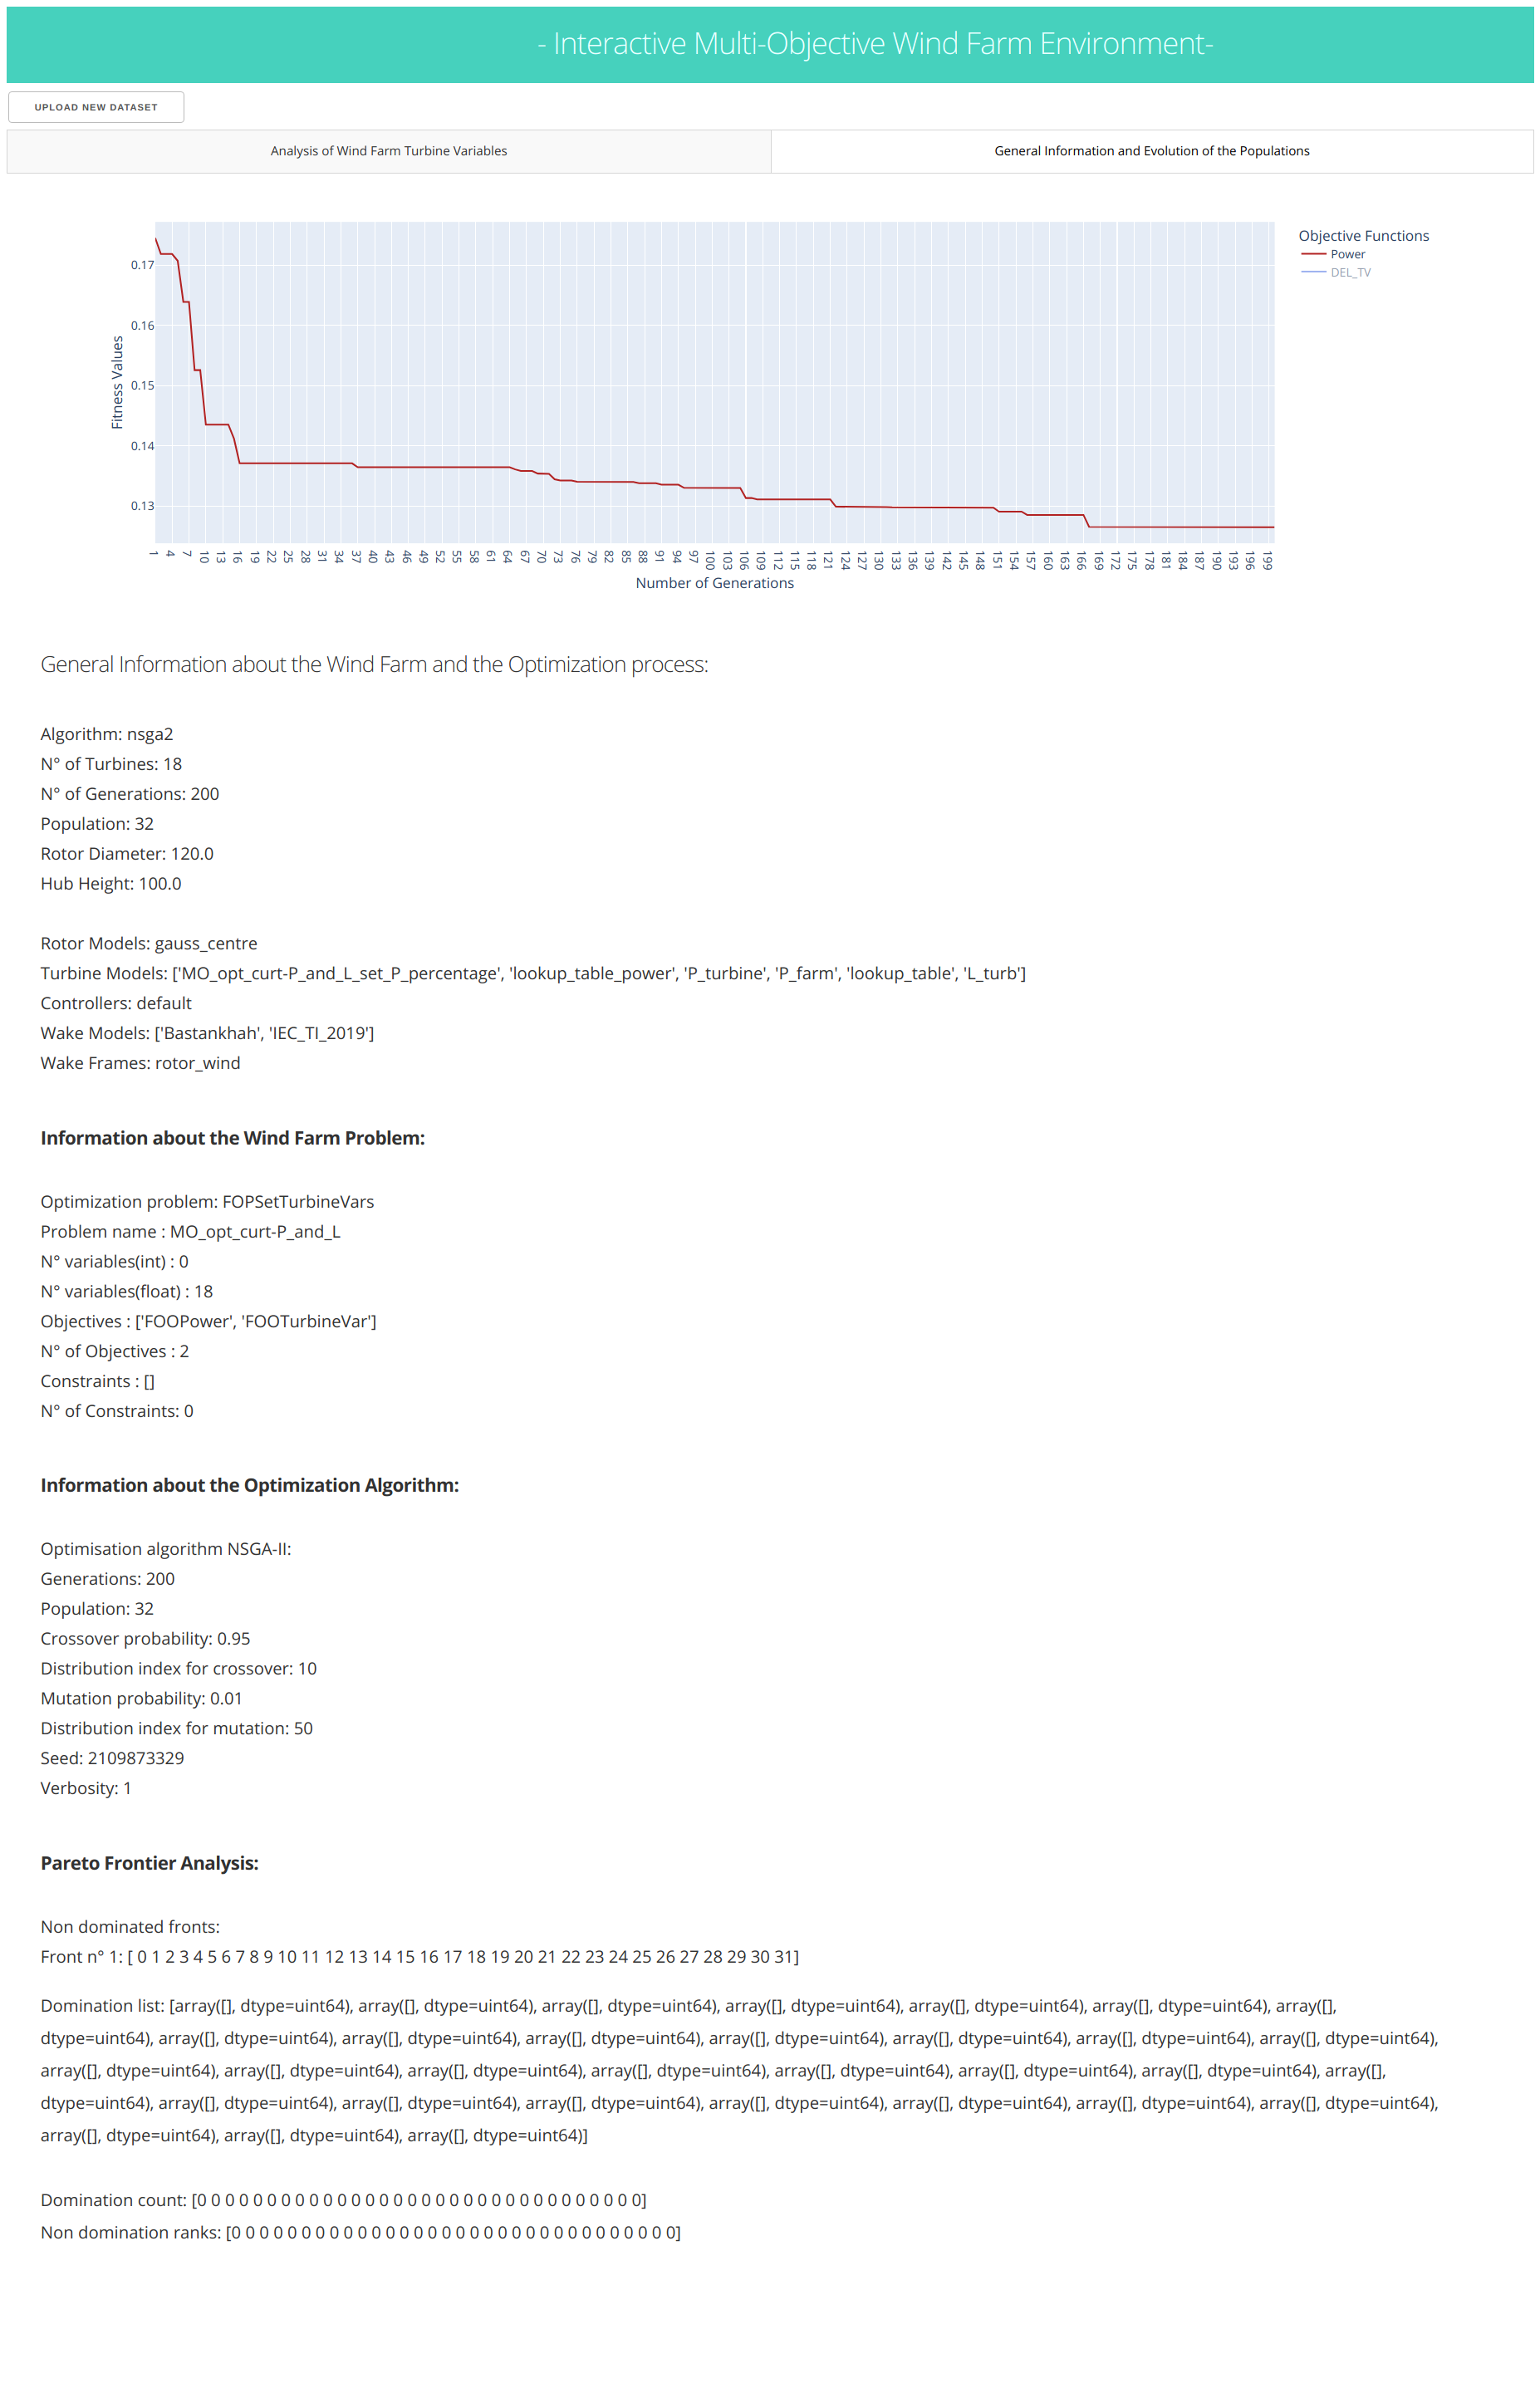 - Interactive Multi-Objective Wind Farm Environment-
UPLOAD NEW DATASET
Analysis of Wind Farm Turbine Variables
General Information and Evolution of the Populations
Objective Functions
Power
DEL_TV
Fitness Values
0.17
0.16
0.15
0.14
0.13
1 4 7 10 13 16 19 22 25 28 31 34 37 40 43 46 49 52 55 58 61 64 67 70 73 76 79 82 85 88 91 94 97 100 103 106 109 112 115 118 121 124 127 130 133 136 139 142 145 148 151 154 157 160 163 166 169 172 175 178 181 184 187 190 193 196 199
Number of Generations
General Information about the Wind Farm and the Optimization process:
Algorithm: nsga2
N° of Turbines: 18
N° of Generations: 200
Population: 32
Rotor Diameter: 120.0
Hub Height: 100.0
Rotor Models: gauss_centre
Turbine Models: ['MO_opt_curt-P_and_L_set_P_percentage', 'lookup_table_power', 'P_turbine', 'P_farm', 'lookup_table', 'L_turb']
Controllers: default
Wake Models: ['Bastankhah', 'IEC_TI_2019']
Wake Frames: rotor_wind
Information about the Wind Farm Problem:
Optimization problem: FOPSetTurbineVars
Problem name : MO_opt_curt-P_and_L
N° variables(int) : 0
N° variables(float) : 18
Objectives : ['FOOPower', 'FOOTurbineVar']
N° of Objectives : 2
Constraints : []
N° of Constraints: 0
Information about the Optimization Algorithm:
Optimisation algorithm NSGA-II:
Generations: 200
Population: 32
Crossover probability: 0.95
Distribution index for crossover: 10
Mutation probability: 0.01
Distribution index for mutation: 50
Seed: 2109873329
Verbosity: 1
Pareto Frontier Analysis:
Non dominated fronts:
Front n° 1: [ 0 1 2 3 4 5 6 7 8 9 10 11 12 13 14 15 16 17 18 19 20 21 22 23 24 25 26 27 28 29 30 31]
Domination list: [array([], dtype=uint64), array([], dtype=uint64), array([], dtype=uint64), array([], dtype=uint64), array([], dtype=uint64), array([], dtype=uint64), array([],
dtype=uint64), array([], dtype=uint64), array([], dtype=uint64), array([], dtype=uint64), array([], dtype=uint64), array([], dtype=uint64), array([], dtype=uint64), array([], dtype=uint64),
array([], dtype=uint64), array([], dtype=uint64), array([], dtype=uint64), array([], dtype=uint64), array([], dtype=uint64), array([], dtype=uint64), array([], dtype=uint64), array([],
dtype=uint64), array([], dtype=uint64), array([], dtype=uint64), array([], dtype=uint64), array([], dtype=uint64), array([], dtype=uint64), array([], dtype=uint64), array([], dtype=uint64),
array([], dtype=uint64), array([], dtype=uint64), array([], dtype=uint64)]
Domination count: [0 0 0 0 0 0 0 0 0 0 0 0 0 0 0 0 0 0 0 0 0 0 0 0 0 0 0 0 0 0 0 0]
Non domination ranks: [0 0 0 0 0 0 0 0 0 0 0 0 0 0 0 0 0 0 0 0 0 0 0 0 0 0 0 0 0 0 0 0]